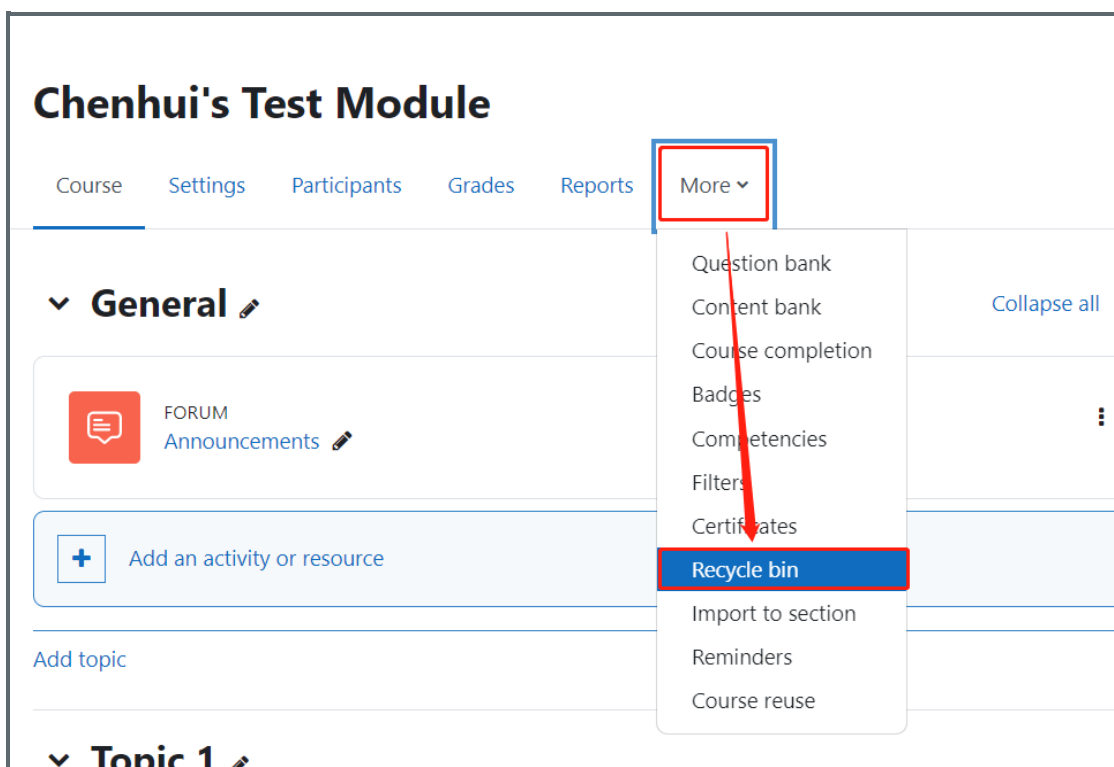 Chenhui's Test Module
Course Settings Participants Grades Reports More
Question bank
General Collapse all
Content bank
Course completion
Badges
FORUM
Announcements
Competencies
Filters
Certificates
Add an activity or resource
Recycle bin
Import to section
Add topic
Reminders
Course reuse
Topic 1